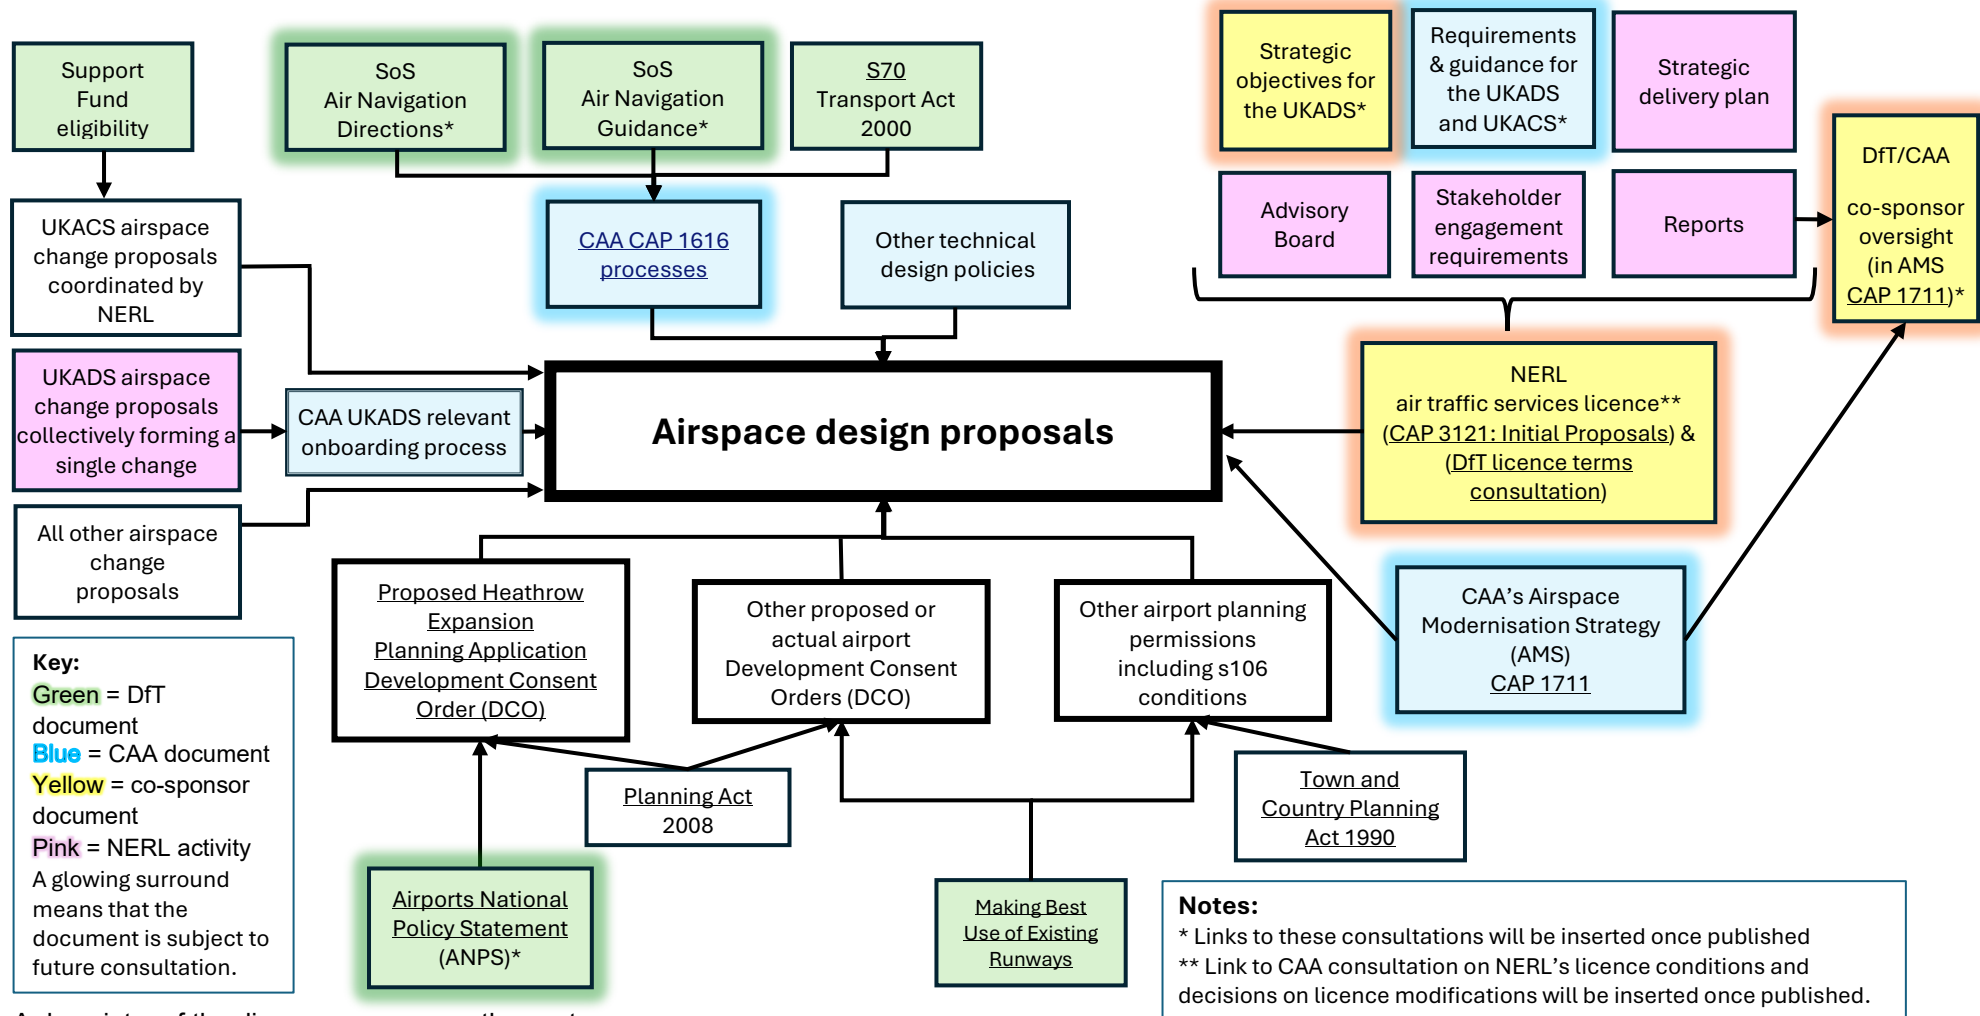 Support
Fund
eligibility
SoS
Air Navigation
Directions*
SoS
Air Navigation
Guidance*
S70
Transport Act
2000
Strategic
objectives for
the UKADS*
Requirements
& guidance for
the UKADS
and UKACS*
Strategic
delivery plan
DfT/CAA
co-sponsor
oversight
(in AMS
CAP 1711)*
UKACS airspace
change proposals
coordinated by
NERL
CAA CAP 1616
processes
Other technical
design policies
Advisory
Board
Stakeholder
engagement
requirements
Reports
UKADS airspace
change proposals
collectively forming a
single change
CAA UKADS relevant
onboarding process
Airspace design proposals
NERL
air traffic services licence**
(CAP 3121: Initial Proposals) &
(DfT licence terms
consultation)
All other airspace
change
proposals
Proposed Heathrow
Expansion
Planning Application
Development Consent
Order (DCO)
Other proposed or
actual airport
Development Consent
Orders (DCO)
Other airport planning
permissions
including s106
conditions
CAA's Airspace
Modernisation Strategy
(AMS)
CAP 1711
Key:
Green = DfT
document
Blue = CAA document
Yellow = co-sponsor
document
Pink = NERL activity
A glowing surround
means that the
document is subject to
future consultation.
Planning Act
2008
Town and
Country Planning
Act 1990
Airports National
Policy Statement
(ANPS)*
Making Best
Use of Existing
Runways
Notes:
* Links to these consultations will be inserted once published
** Link to CAA consultation on NERL's licence conditions and
decisions on licence modifications will be inserted once published.